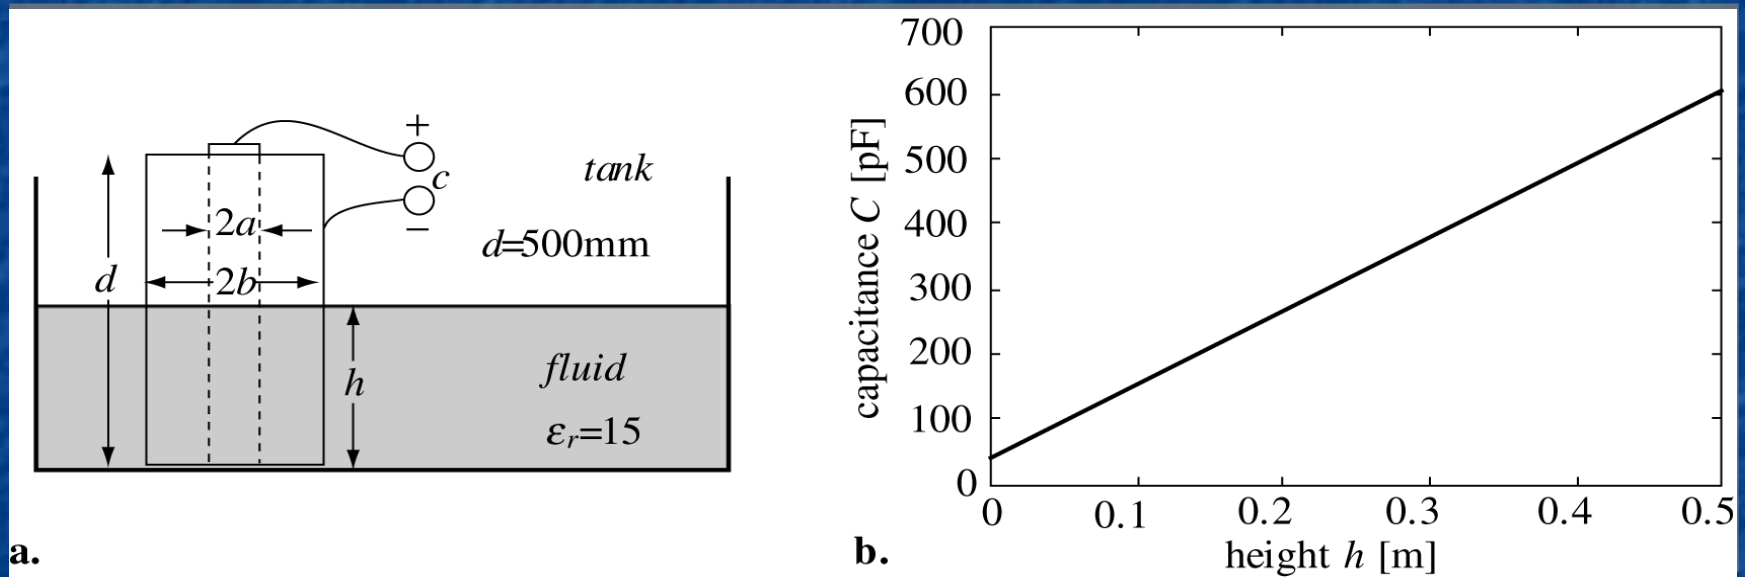 +
c
−
tank
d=500mm
2a
2b
d
h
fluid
εr=15
a.
capacitance C [pF]
700
600
500
400
300
200
100
0
0 0.1 0.2 0.3 0.4 0.5
height h [m]
b.